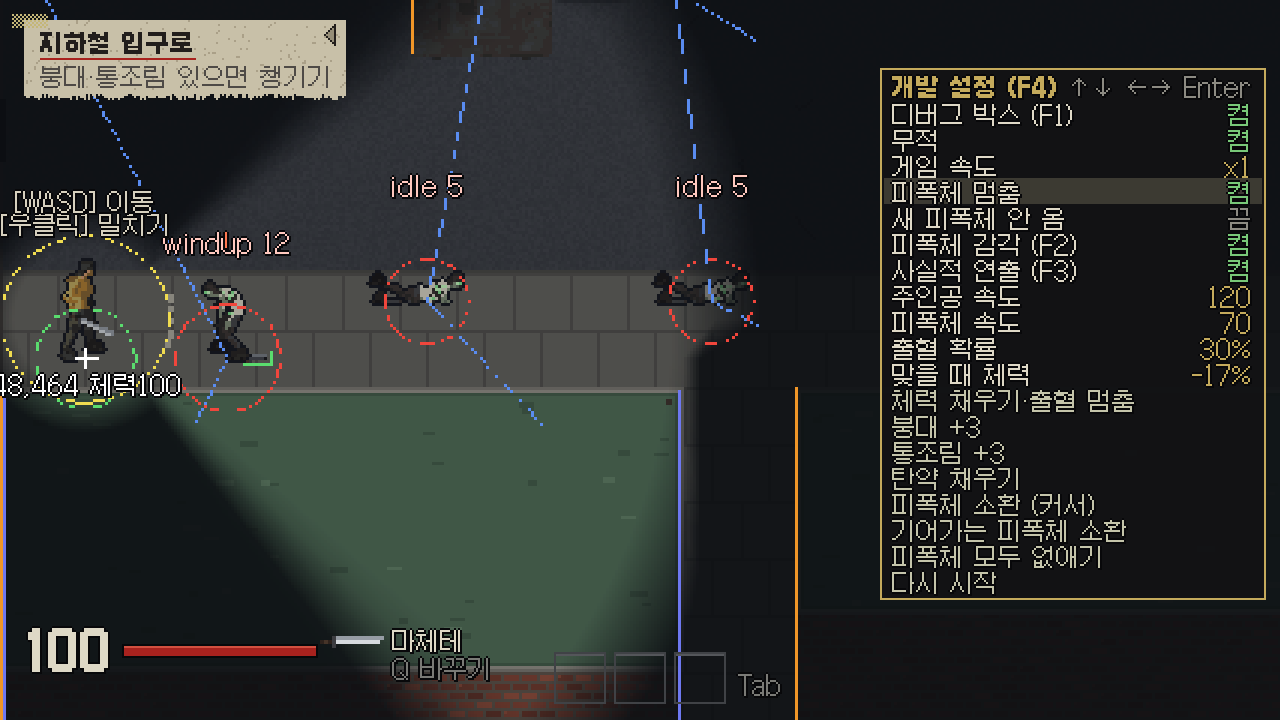 지하철 입구로
붕대·통조림 있으면 챙기기
[WASD] 이동
[우클릭] 밀치기
windup 12
!
idle 5
idle 5
48,464 체력100
100
마체테
Q 바꾸기
Tab
개발 설정 (F4) ↑↓ ←→ Enter
디버그 박스 (F1) 켬
무적 켬
게임 속도 x1
피폭체 멈춤 켬
새 피폭체 안 옴 끔
피폭체 감각 (F2) 켬
사실적 연출 (F3) 켬
주인공 속도 120
피폭체 속도 70
출혈 확률 30%
맞을 때 체력 -17%
체력 채우기·출혈 멈춤
붕대 +3
통조림 +3
탄약 채우기
피폭체 소환 (커서)
기어가는 피폭체 소환
피폭체 모두 없애기
다시 시작